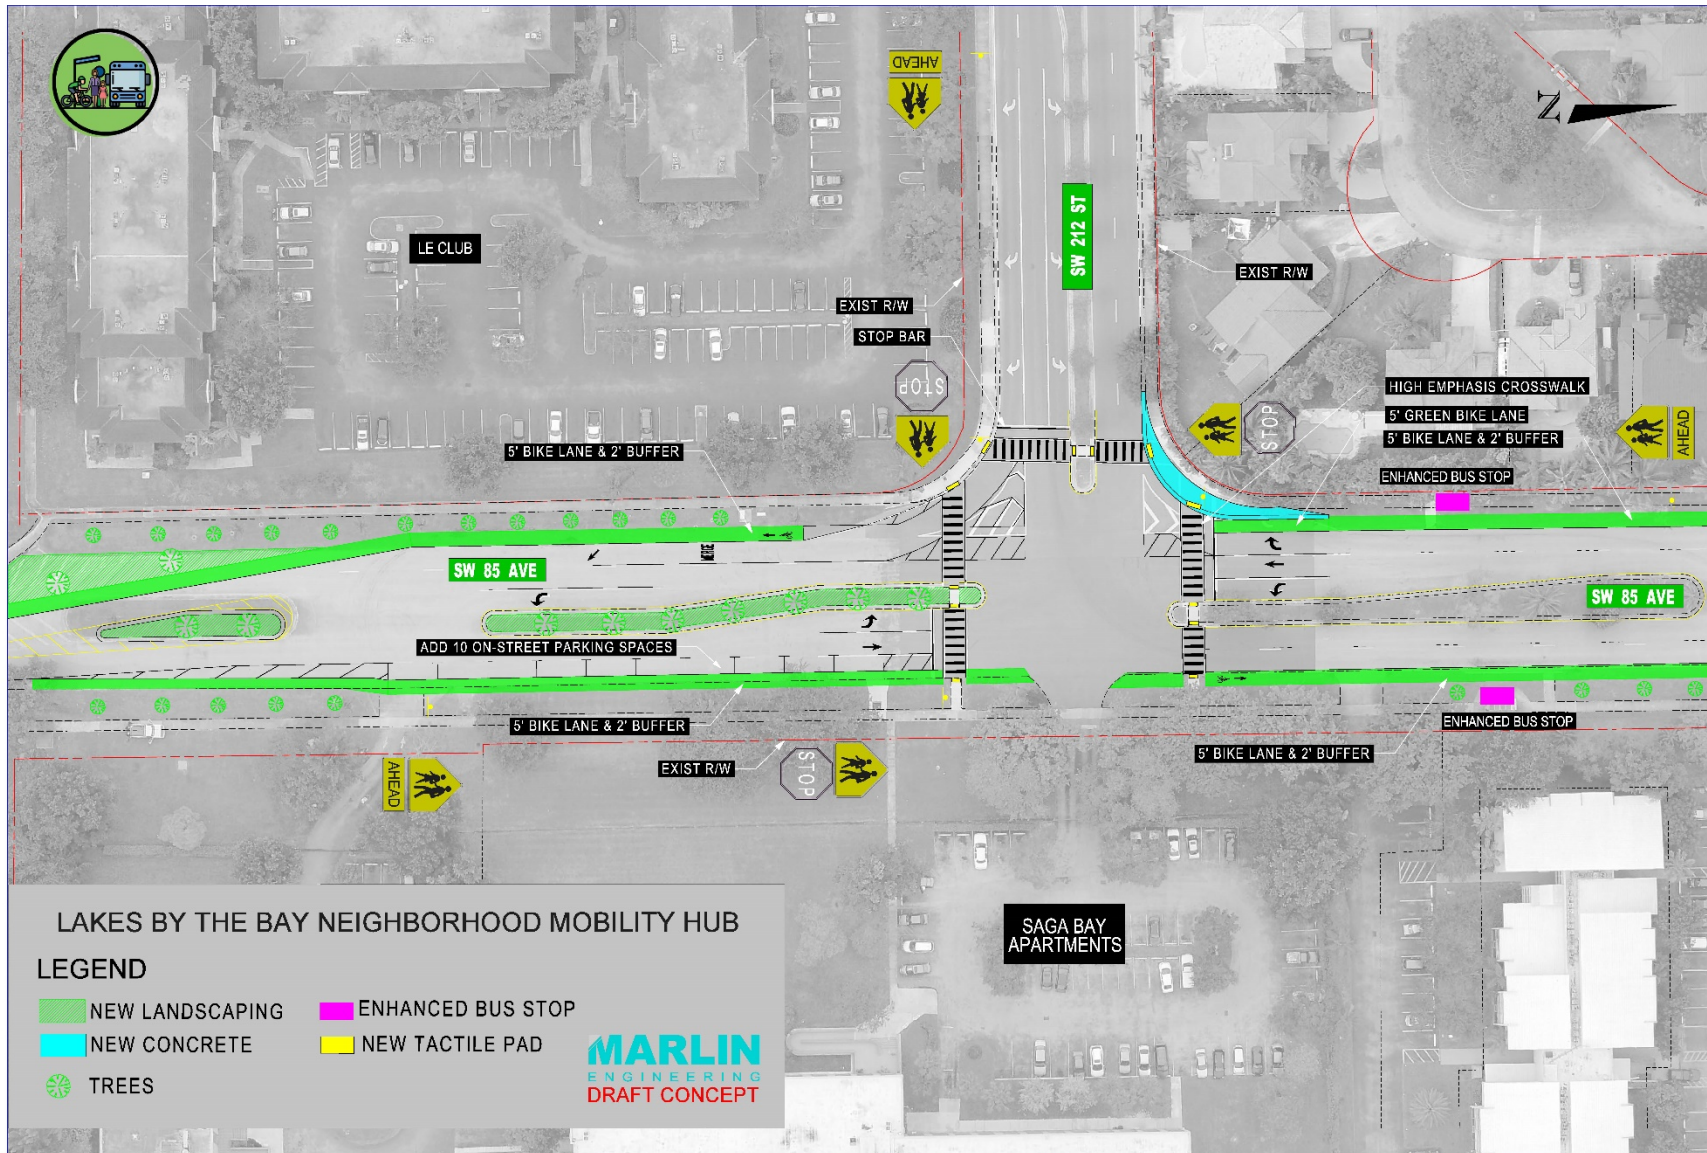 AHEAD
N
SW 212 ST
LE CLUB
EXIST R/W
EXIST R/W
STOP BAR
STOP
STOP
HIGH EMPHASIS CROSSWALK
5' GREEN BIKE LANE
5' BIKE LANE & 2' BUFFER
AHEAD
5' BIKE LANE & 2' BUFFER
ENHANCED BUS STOP
MERE
SW 85 AVE
SW 85 AVE
ADD 10 ON-STREET PARKING SPACES
5' BIKE LANE & 2' BUFFER
ENHANCED BUS STOP
5' BIKE LANE & 2' BUFFER
EXIST R/W
STOP
AHEAD
SAGA BAY
APARTMENTS
LAKES BY THE BAY NEIGHBORHOOD MOBILITY HUB
LEGEND
NEW LANDSCAPING
ENHANCED BUS STOP
NEW CONCRETE
NEW TACTILE PAD
TREES
MARLIN
ENGINEERING
DRAFT CONCEPT